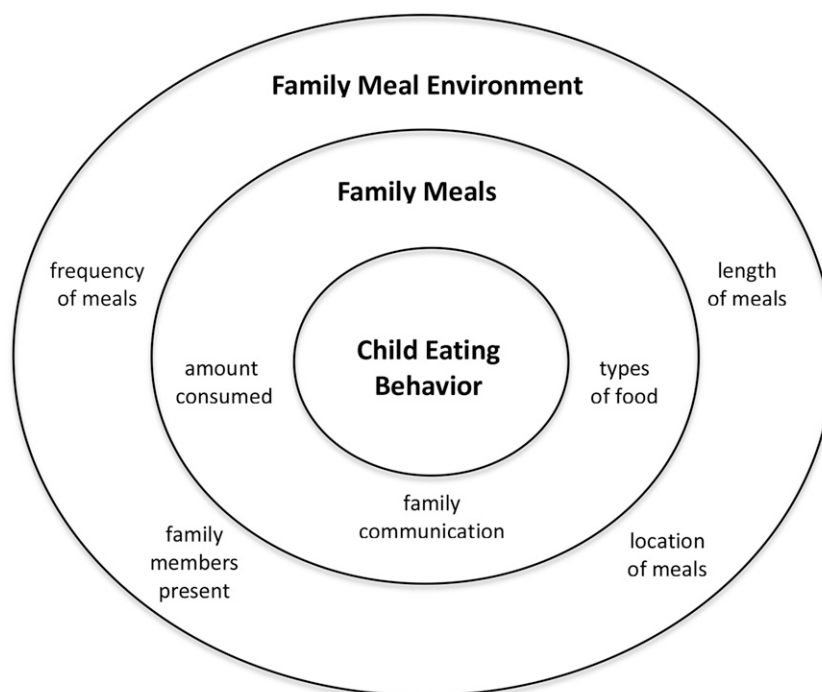 Family Meal Environment
Family Meals
frequency
of meals
length
of meals
Child Eating
Behavior
amount
consumed
types
of food
family
communication
family
members
present
location
of meals